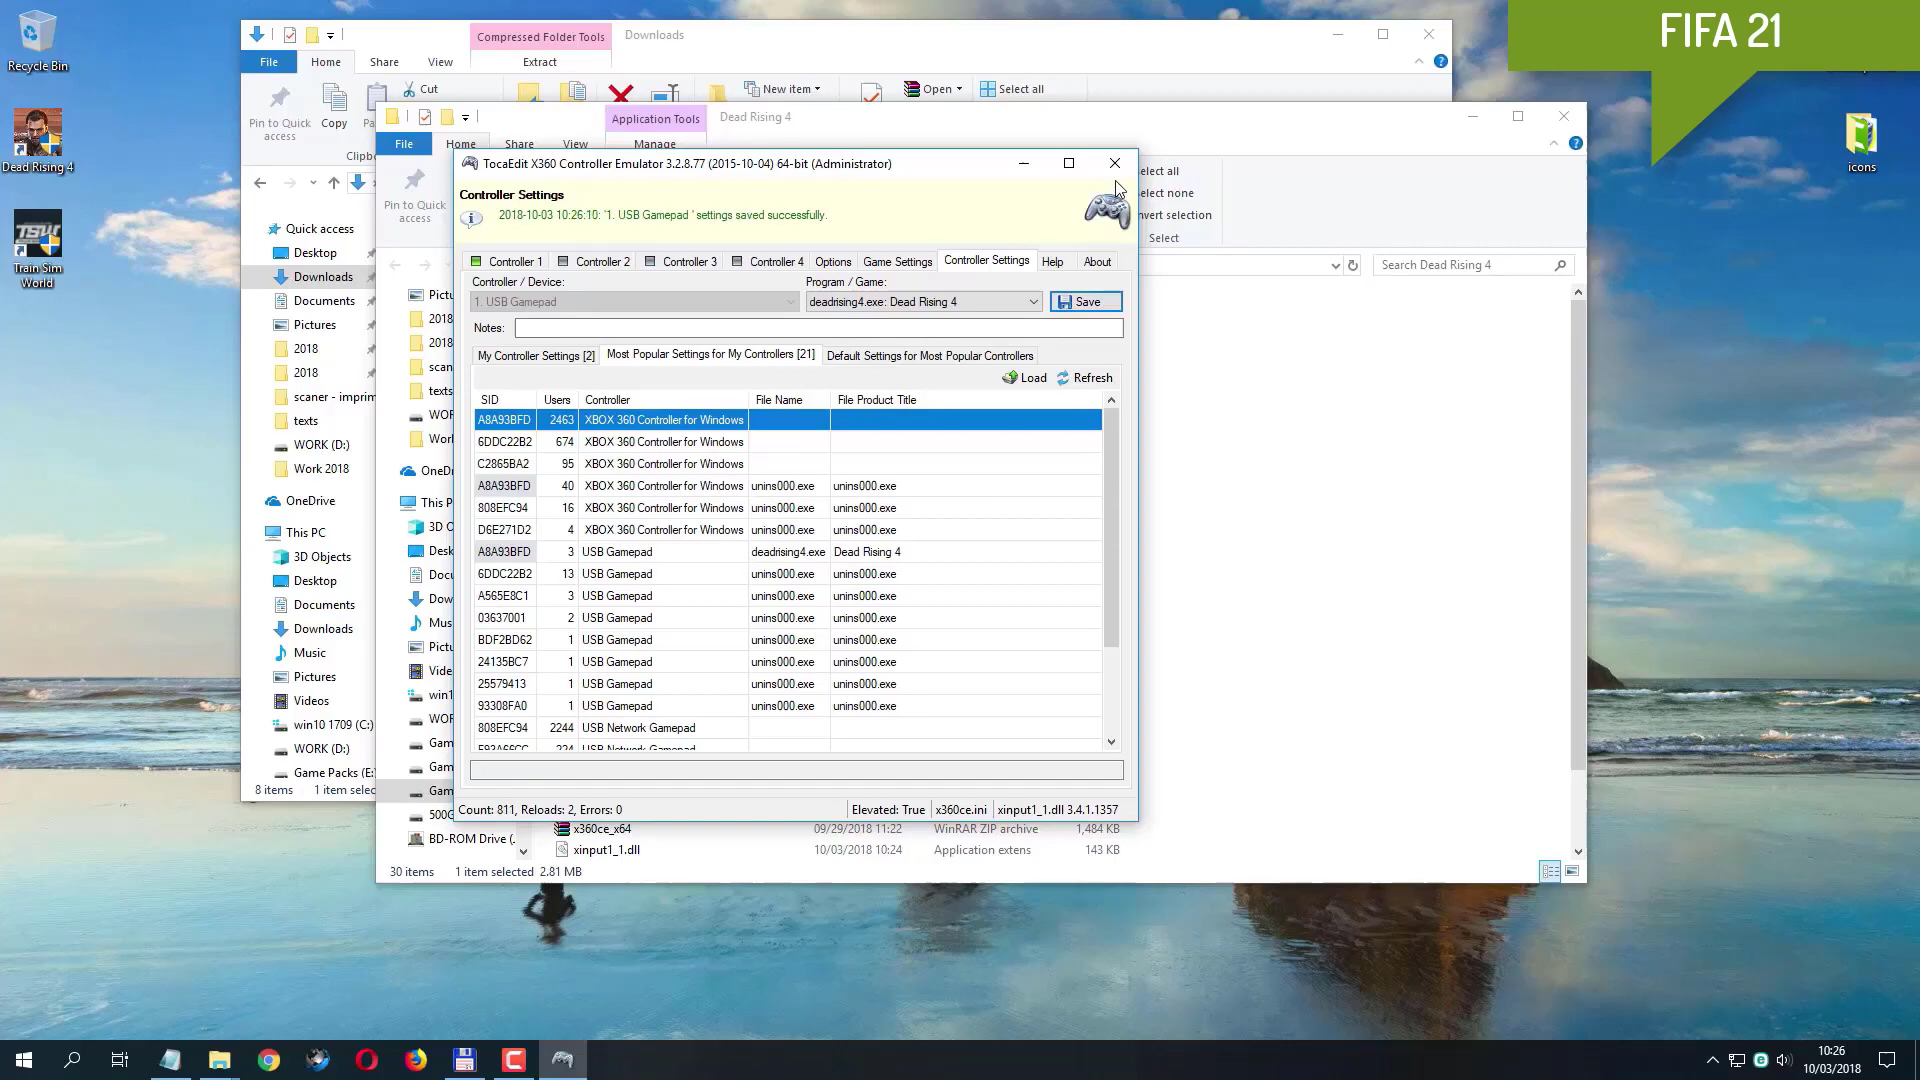 FIFA 21
Recycle Bin
Dead Rising 4
Train Sim
World
icons
Compressed Folder Tools
Downloads
File
Home
Share
View
Extract
Pin to Quick
access
Copy
Cut
New item
Open
Select all
Application Tools
Dead Rising 4
File
Home
Share
View
Manage
Pin to Quick
access
Select none
Select
Search Dead Rising 4
Quick access
Desktop
Downloads
Documents
Pictures
2018
2018
texts
WORK (D:)
Work 2018
OneDrive
This PC
3D Objects
Desktop
Documents
Downloads
Music
Pictures
Videos
win10 1709 (C:)
WORK (D:)
Game Packs (E:
8 items
TocaEdit X360 Controller Emulator 3.2.8.77 (2015-10-04) 64-bit (Administrator)
Controller Settings
2018-10-03 10:26:10: '1. USB Gamepad ' settings saved successfully.
Controller 1
Controller 2
Controller 3
Controller 4
Options
Game Settings
Controller Settings
Help
About
Controller / Device:
Program / Game:
1. USB Gamepad
deadrising4.exe: Dead Rising 4
Save
Notes:
My Controller Settings [2]
Most Popular Settings for My Controllers [21]
Default Settings for Most Popular Controllers
Load
Refresh
SID Users Controller File Name File Product Title
A8A93BFD 2463 XBOX 360 Controller for Windows
6DDC22B2 674 XBOX 360 Controller for Windows
C2865BA2 95 XBOX 360 Controller for Windows
A8A93BFD 40 XBOX 360 Controller for Windows unins000.exe unins000.exe
808EFC94 16 XBOX 360 Controller for Windows unins000.exe unins000.exe
D6E271D2 4 XBOX 360 Controller for Windows unins000.exe unins000.exe
A8A93BFD 3 USB Gamepad deadrising4.exe Dead Rising 4
6DDC22B2 13 USB Gamepad unins000.exe unins000.exe
A565E8C1 3 USB Gamepad unins000.exe unins000.exe
03637001 2 USB Gamepad unins000.exe unins000.exe
BDF2BD62 1 USB Gamepad unins000.exe unins000.exe
24135BC7 1 USB Gamepad unins000.exe unins000.exe
25579413 1 USB Gamepad unins000.exe unins000.exe
93308FA0 1 USB Gamepad unins000.exe unins000.exe
808EFC94 2244 USB Network Gamepad
Count: 811, Reloads: 2, Errors: 0
Elevated: True
x360ce.ini
xinput1_1.dll 3.4.1.1357
x360ce_x64 09/29/2018 11:22 WinRAR ZIP archive 1,484 KB
xinput1_1.dll 10/03/2018 10:24 Application extens 143 KB
BD-ROM Drive (.
30 items
1 item selected 2.81 MB
10:26
10/03/2018